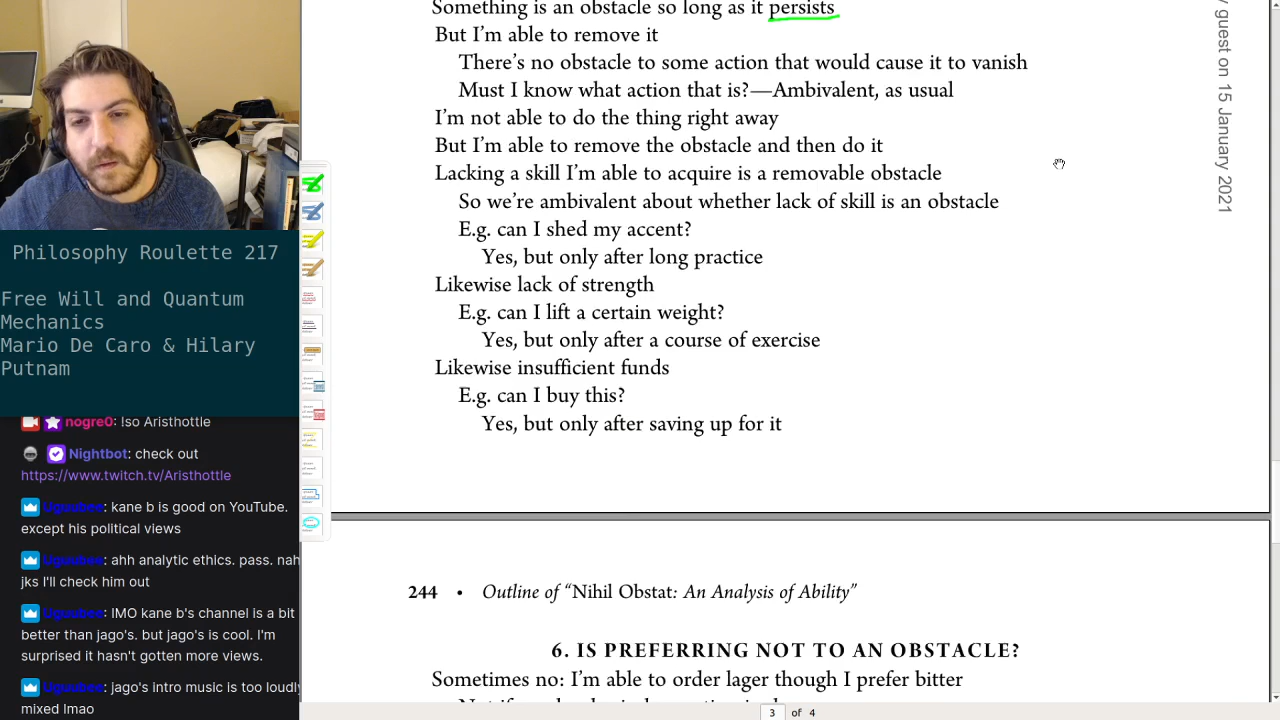 Something is an obstacle so long as it persists
But I'm able to remove it
There's no obstacle to some action that would cause it to vanish
Must I know what action that is?—Ambivalent, as usual
I'm not able to do the thing right away
But I'm able to remove the obstacle and then do it
Lacking a skill I'm able to acquire is a removable obstacle
So we're ambivalent about whether lack of skill is an obstacle
E.g. can I shed my accent?
Yes, but only after long practice
Likewise lack of strength
E.g. can I lift a certain weight?
Yes, but only after a course of exercise
Likewise insufficient funds
E.g. can I buy this?
Yes, but only after saving up for it
244 • Outline of "Nihil Obstat: An Analysis of Ability"
6. IS PREFERRING NOT TO AN OBSTACLE?
Sometimes no: I'm able to order lager though I prefer bitter
guest on 15 January 2021
3 of 4
Philosophy Roulette 217
Free Will and Quantum
Mechanics
Mario De Caro & Hilary
Putnam
nogre0: !so Aristhottle
Nightbot: check out
https://www.twitch.tv/Aristhottle
Uguubee: kane b is good on YouTube.
except his political views
Uguubee: ahh analytic ethics. pass. nah
jks I'll check him out
Uguubee: IMO kane b's channel is a bit
better than jago's. but jago's is cool. I'm
surprised it hasn't gotten more views.
Uguubee: jago's intro music is too loudly
mixed lmao